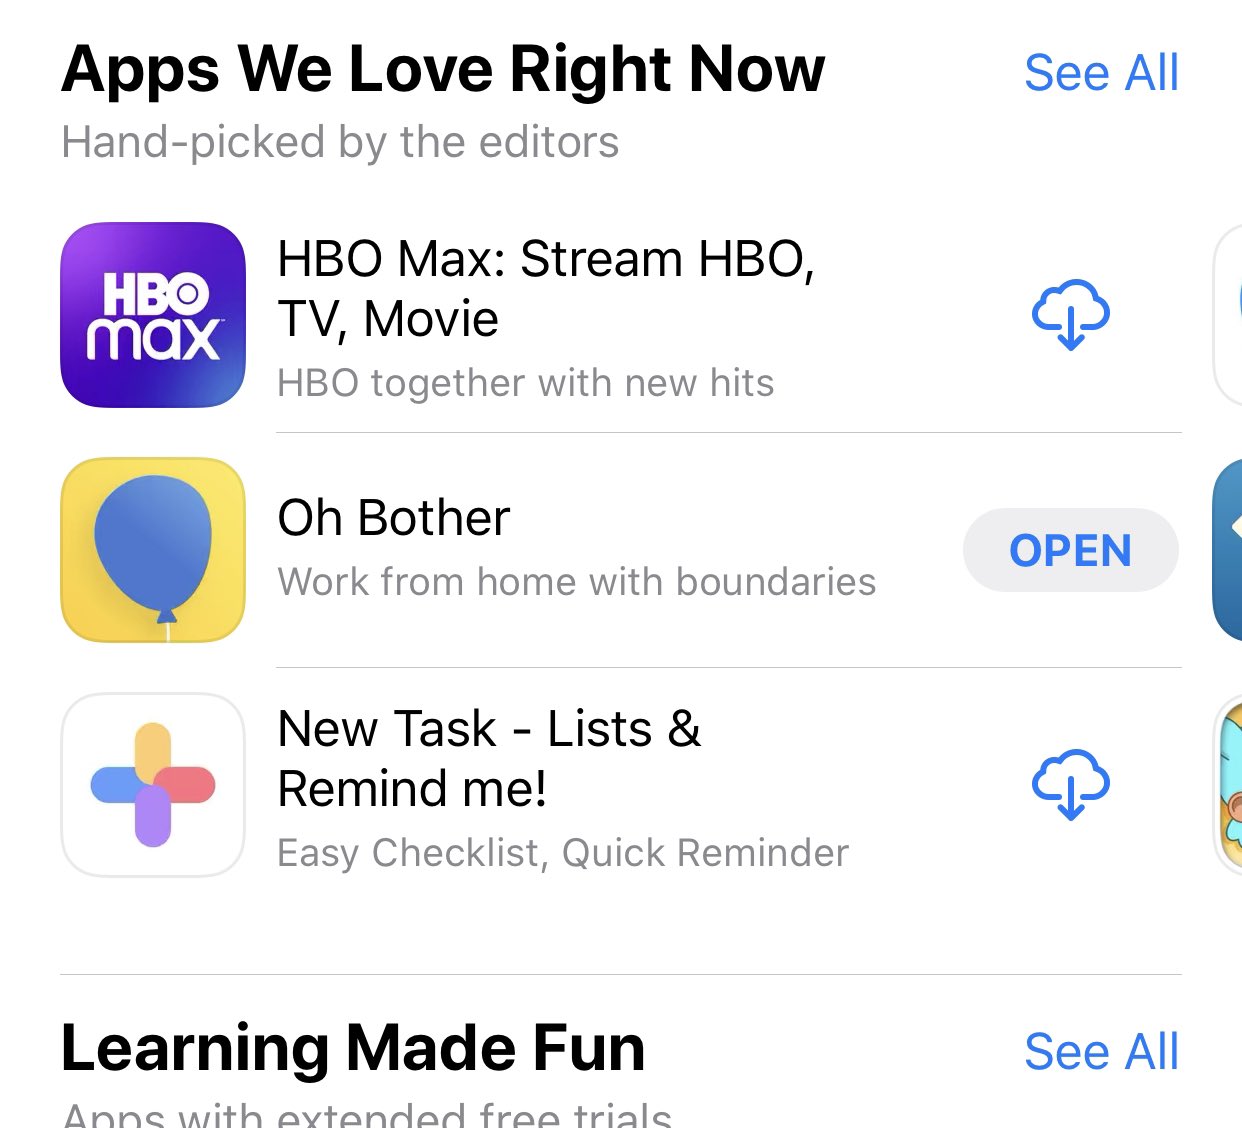 Apps We Love Right Now
See All
Hand-picked by the editors
HBO
max
HBO Max: Stream HBO,
TV, Movie
HBO together with new hits
Oh Bother
Work from home with boundaries
OPEN
New Task - Lists &
Remind me!
Easy Checklist, Quick Reminder
Learning Made Fun
See All
Apps with extended free trials